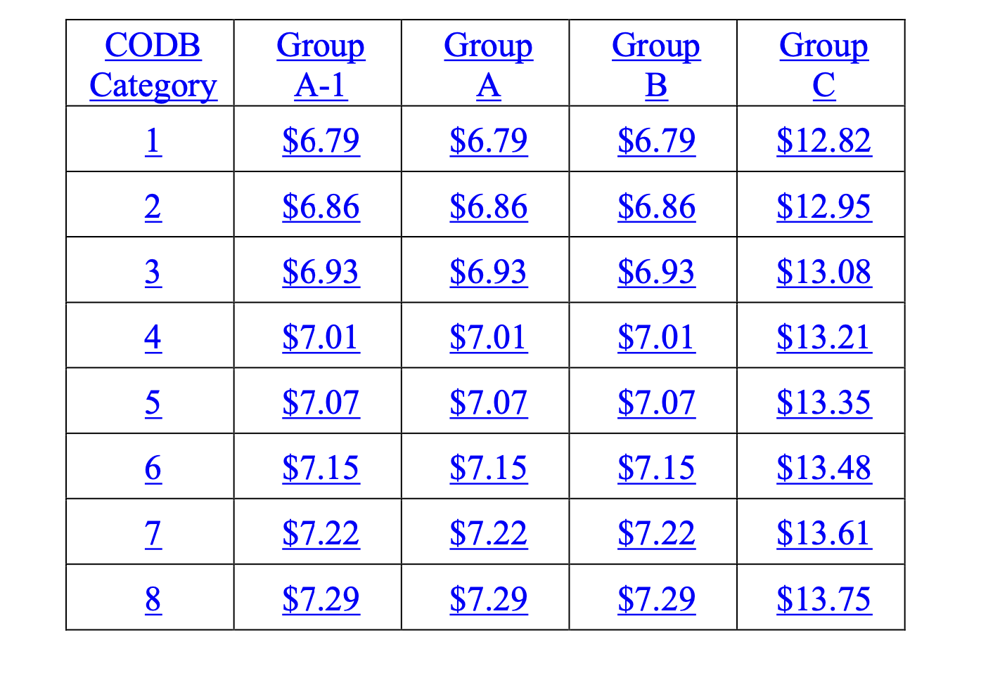 CODB Category Group A-1 Group A Group B Group C
1 $6.79 $6.79 $6.79 $12.82
2 $6.86 $6.86 $6.86 $12.95
3 $6.93 $6.93 $6.93 $13.08
4 $7.01 $7.01 $7.01 $13.21
5 $7.07 $7.07 $7.07 $13.35
6 $7.15 $7.15 $7.15 $13.48
7 $7.22 $7.22 $7.22 $13.61
8 $7.29 $7.29 $7.29 $13.75